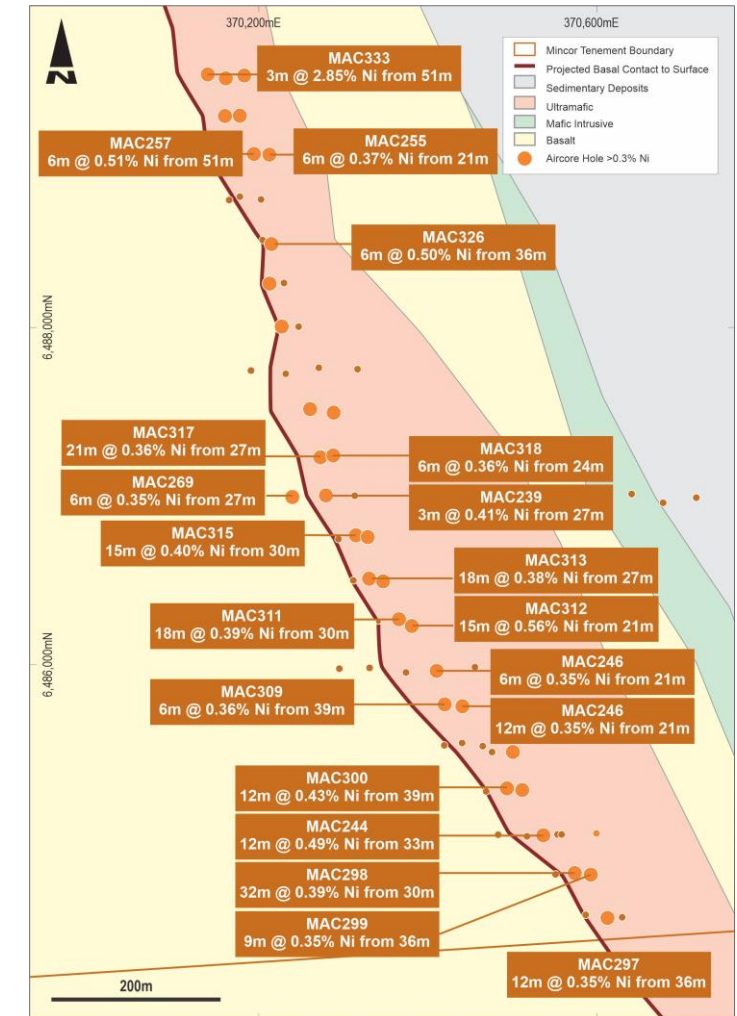 370,200mE
370,600mE
N
Mincor Tenement Boundary
Projected Basal Contact to Surface
Sedimentary Deposits
Ultramafic
Mafic Intrusive
Basalt
Aircore Hole >0.3% Ni
MAC333
3m @ 2.85% Ni from 51m
MAC257
6m @ 0.51% Ni from 51m
MAC255
6m @ 0.37% Ni from 21m
MAC326
6m @ 0.50% Ni from 36m
6,488,000mN
MAC317
21m @ 0.36% Ni from 27m
MAC318
6m @ 0.36% Ni from 24m
MAC269
6m @ 0.35% Ni from 27m
MAC239
3m @ 0.41% Ni from 27m
MAC315
15m @ 0.40% Ni from 30m
MAC313
18m @ 0.38% Ni from 27m
MAC311
18m @ 0.39% Ni from 30m
MAC312
15m @ 0.56% Ni from 21m
6,486,000mN
MAC246
6m @ 0.35% Ni from 21m
MAC309
6m @ 0.36% Ni from 39m
MAC246
12m @ 0.35% Ni from 21m
MAC300
12m @ 0.43% Ni from 39m
MAC244
12m @ 0.49% Ni from 33m
MAC298
32m @ 0.39% Ni from 30m
MAC299
9m @ 0.35% Ni from 36m
MAC297
12m @ 0.35% Ni from 36m
200m